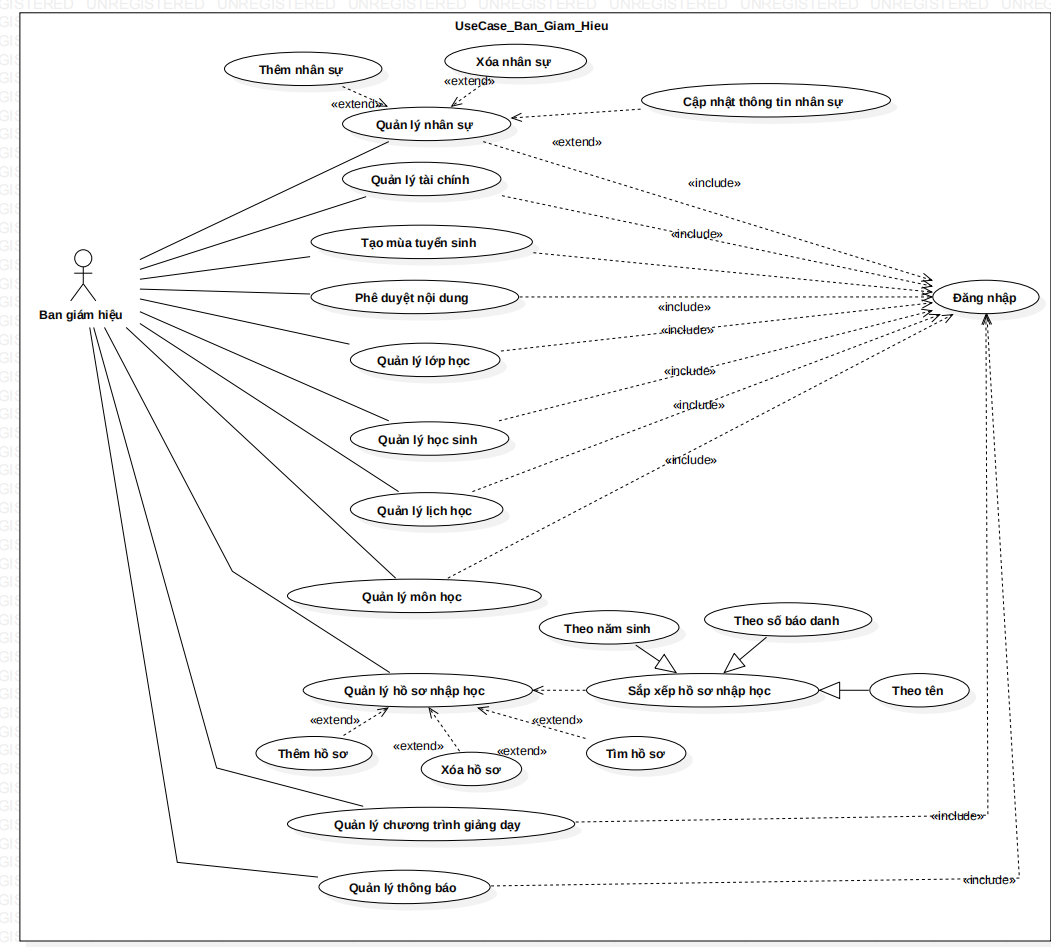 GISTERED UNREGISTERED UNREGISTERED UNREGISTERED UNREGISTERED UNREGISTERED UNREGISTERED UNREGISTERED UNREG
UseCase_Ban_Giam_Hieu
Thêm nhân sự
Xóa nhân sự
«extend»
«extend»
Cập nhật thông tin nhân sự
Quản lý nhân sự
«extend»
Quản lý tài chính
«include»
«include»
Tạo mùa tuyển sinh
Phê duyệt nội dung
Đăng nhập
Ban giám hiệu
«include»
«include»
Quản lý lớp học
«include»
«include»
Quản lý học sinh
«include»
Quản lý lịch học
Quản lý môn học
Theo năm sinh
Theo số báo danh
Quản lý hồ sơ nhập học
Sắp xếp hồ sơ nhập học
Theo tên
«extend»
«extend»
«extend»
«extend»
Thêm hồ sơ
Xóa hồ sơ
Tìm hồ sơ
Quản lý chương trình giảng dạy
«include»
Quản lý thông báo
«include»